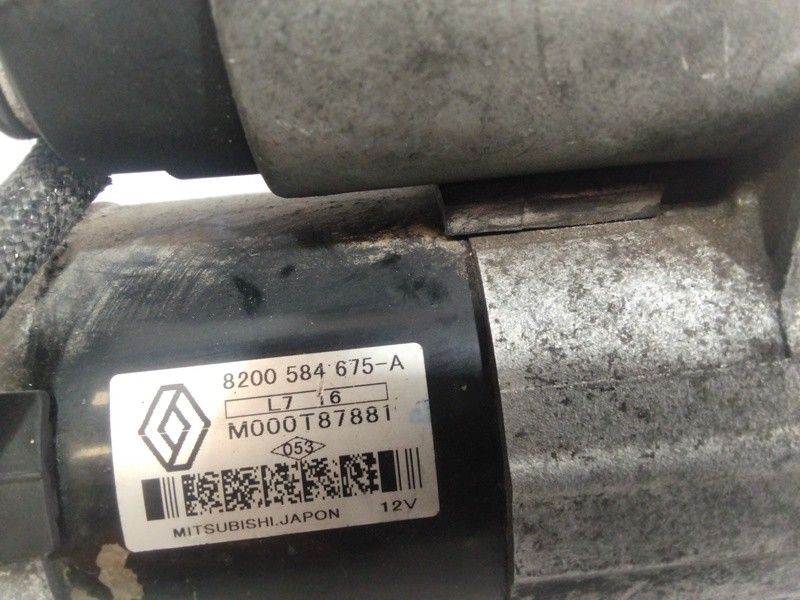 8200 584 675-A
L7 16
M000T87881
053
MITSUBISHI.JAPON 12V